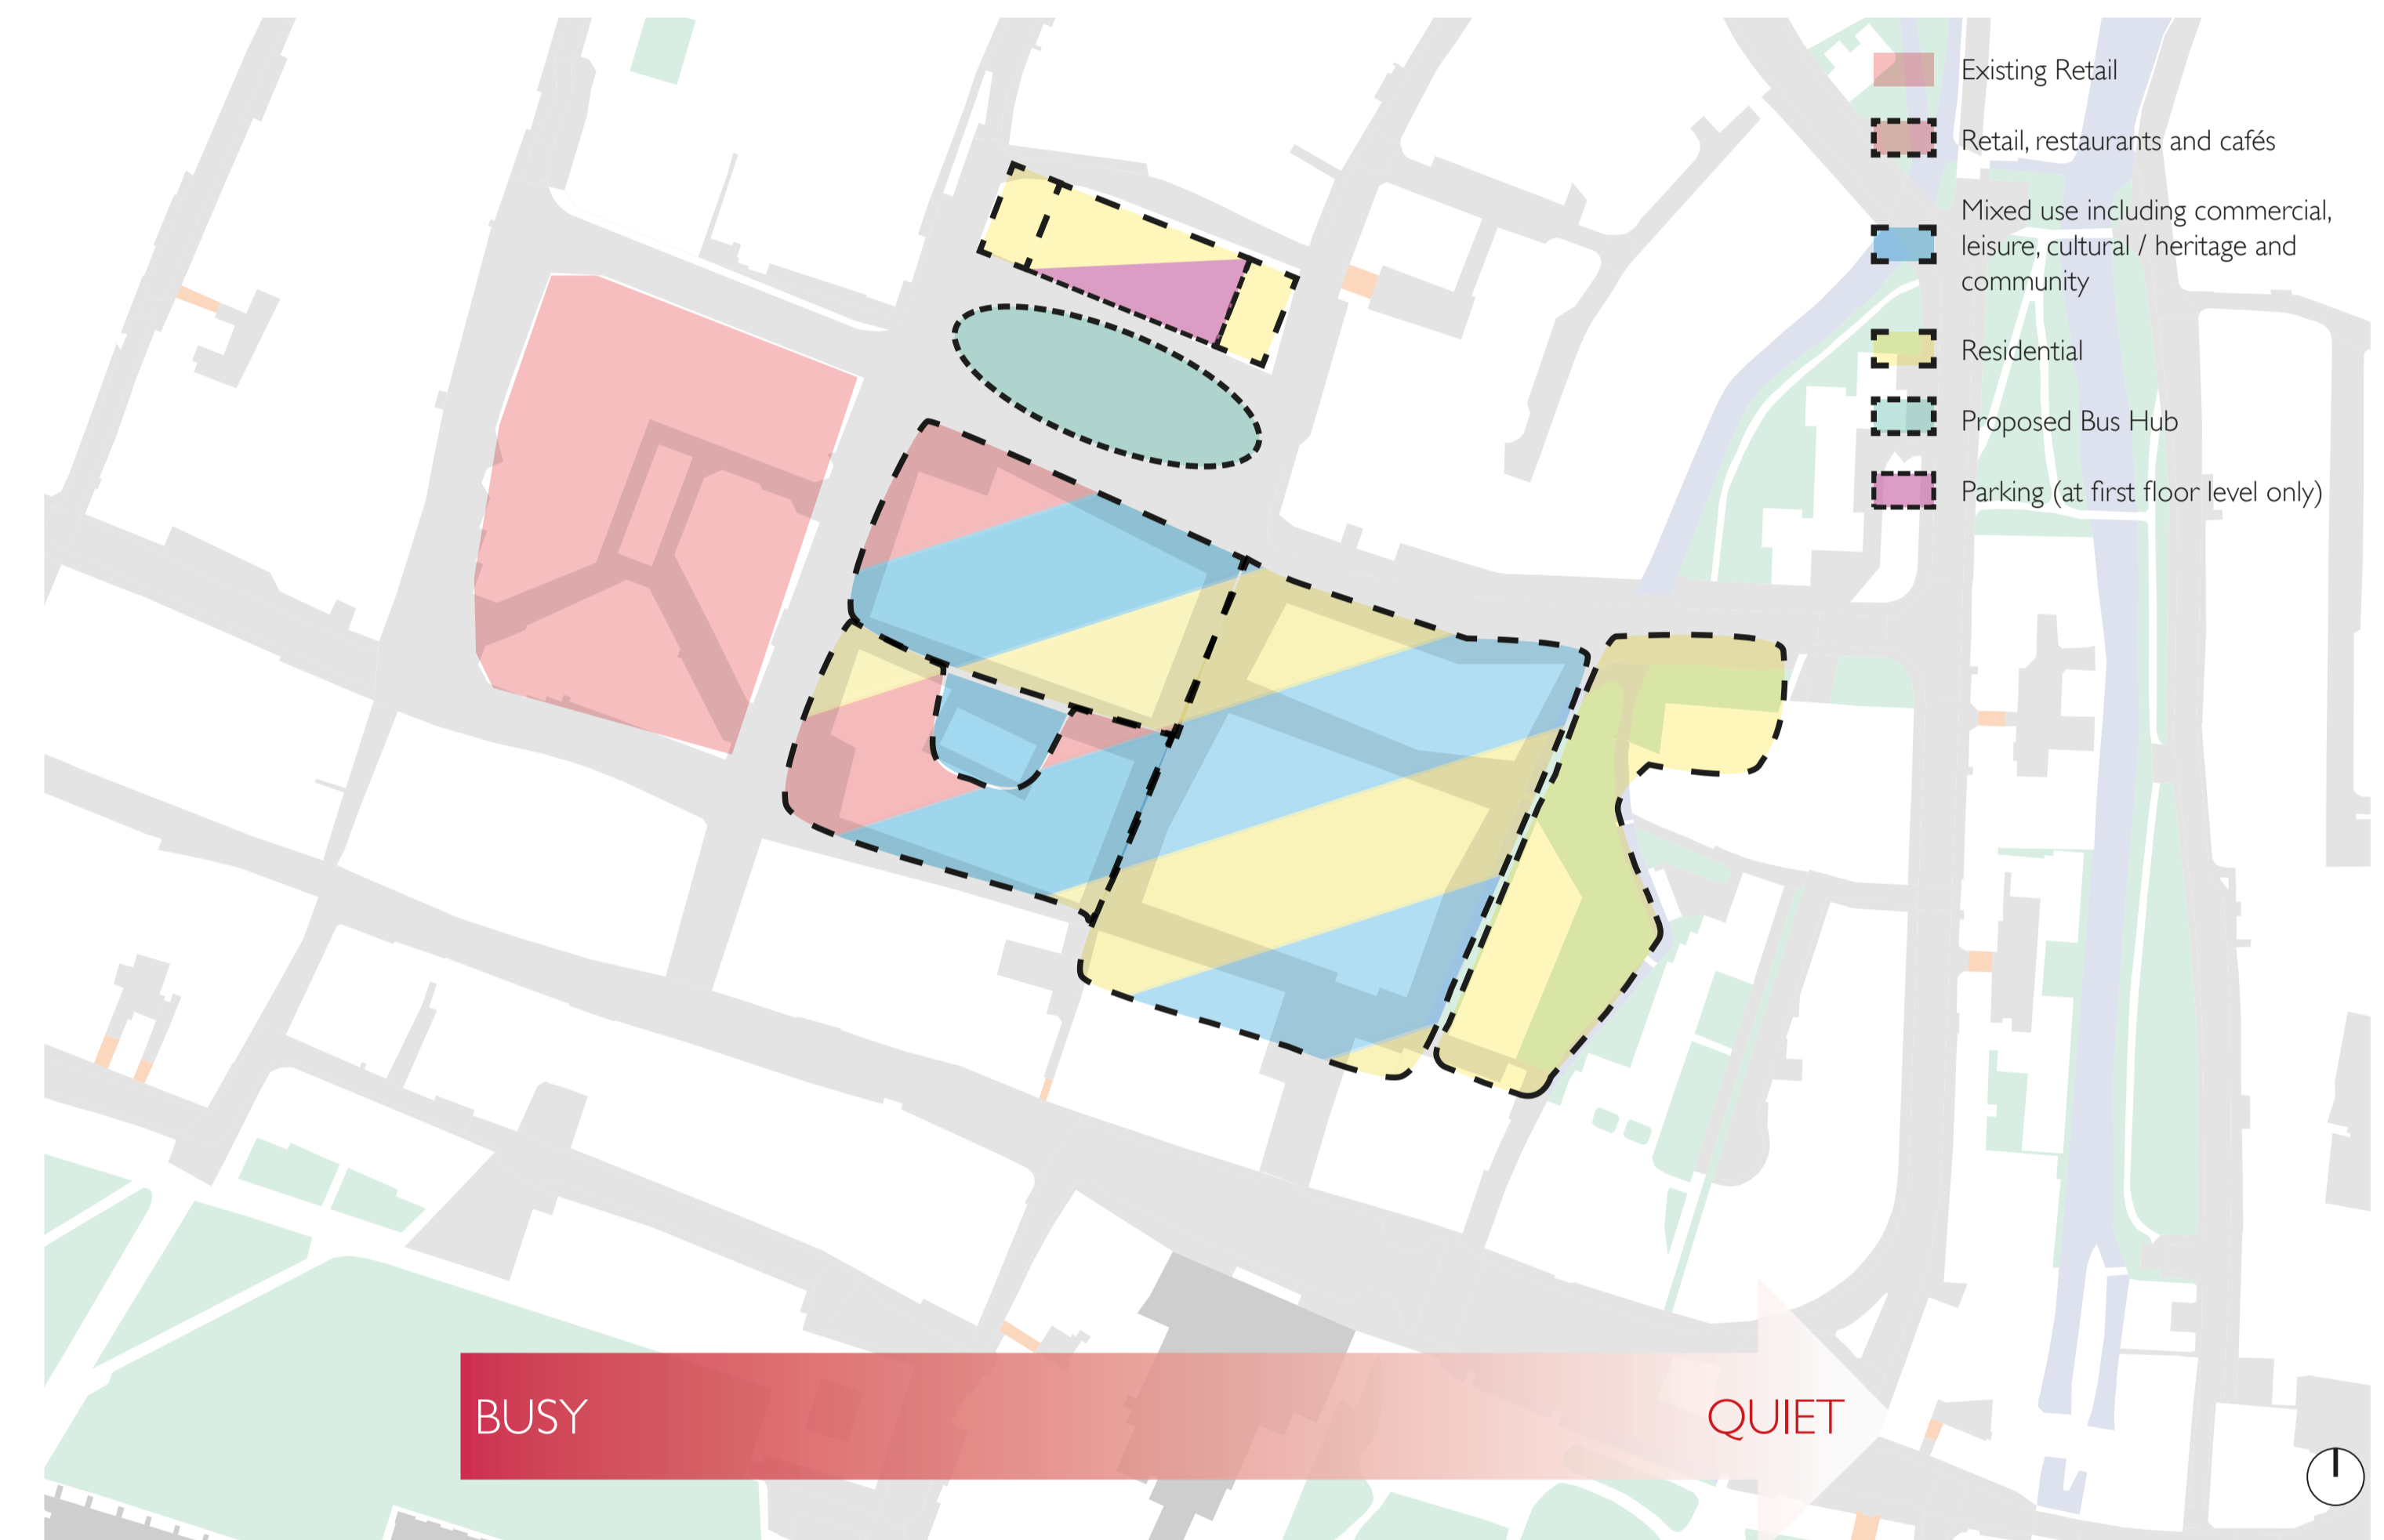 Existing Retail
Retail, restaurants and cafés
Mixed use including commercial,
leisure, cultural / heritage and
community
Residential
Proposed Bus Hub
Parking (at first floor level only)
BUSY
QUIET